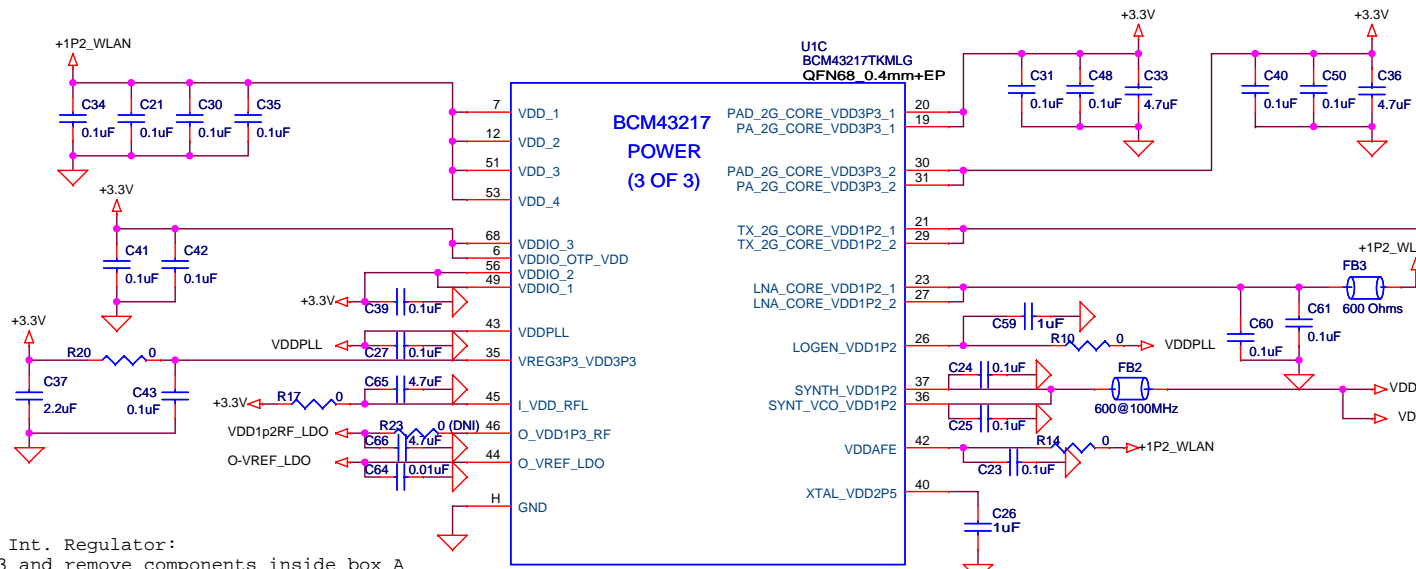 +1P2_WLAN
C34
0.1uF
C21
0.1uF
C30
0.1uF
C35
0.1uF
+3.3V
C41
0.1uF
C42
0.1uF
+3.3V
C39
0.1uF
+3.3V
R20
0
VDDPLL
C27
0.1uF
C37
2.2uF
C43
0.1uF
C65
4.7uF
+3.3V
R17
0
VDD1p2RF_LDO
R23
0 (DNI)
C66
4.7uF
O-VREF_LDO
C64
0.01uF
U1C
BCM43217TKMLG
QFN68_0.4mm+EP
BCM43217
POWER
(3 OF 3)
7
VDD_1
12
VDD_2
51
VDD_3
53
VDD_4
68
VDDIO_3
6
VDDIO_OTP_VDD
56
VDDIO_2
49
VDDIO_1
43
VDDPLL
35
VREG3P3_VDD3P3
45
I_VDD_RFL
46
O_VDD1P3_RF
44
O_VREF_LDO
H
GND
PAD_2G_CORE_VDD3P3_1
20
PA_2G_CORE_VDD3P3_1
19
PAD_2G_CORE_VDD3P3_2
30
PA_2G_CORE_VDD3P3_2
31
TX_2G_CORE_VDD1P2_1
21
TX_2G_CORE_VDD1P2_2
29
LNA_CORE_VDD1P2_1
23
LNA_CORE_VDD1P2_2
27
LOGEN_VDD1P2
26
SYNTH_VDD1P2
37
SYNT_VCO_VDD1P2
36
VDDAFE
42
XTAL_VDD2P5
40
+3.3V
C31
0.1uF
C48
0.1uF
C33
4.7uF
+3.3V
C40
0.1uF
C50
0.1uF
C36
4.7uF
+1P2_WL
FB3
600 Ohms
C60
0.1uF
C61
0.1uF
C59
1uF
R10
0
VDDPLL
C24
0.1uF
FB2
600@100MHz
VDD
VD
C25
0.1uF
R14
0
+1P2_WLAN
C23
0.1uF
C26
1uF
Int. Regulator:
3 and remove components inside box A